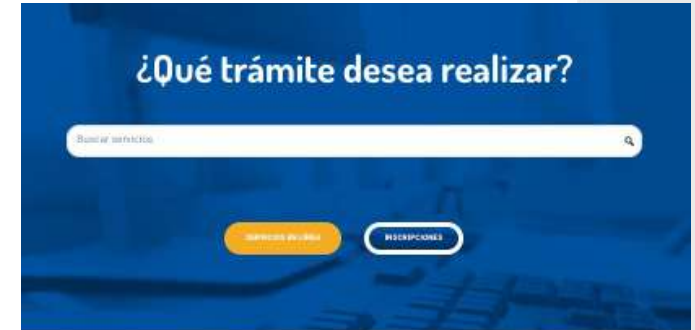 ¿Qué trámite desea realizar?
Buscar servicios
SERVICIOS EN LÍNEA
INSCRIPCIONES